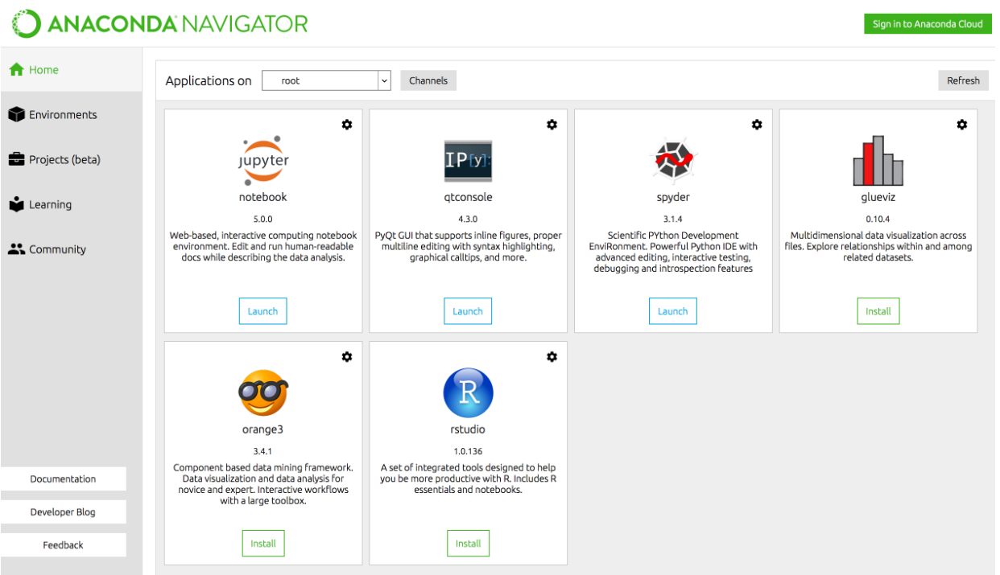 ANACONDA NAVIGATOR
Sign in to Anaconda Cloud
Home
Environments
Projects (beta)
Learning
Community
Documentation
Developer Blog
Feedback
Applications on root Channels Refresh
jupyter
notebook
5.0.0
Web-based, interactive computing notebook
environment. Edit and run human-readable
docs while describing the data analysis.
Launch
IP[y]:
qtconsole
4.3.0
PyQt GUI that supports inline figures, proper
multiline editing with syntax highlighting,
graphical calltips, and more.
Launch
spyder
3.1.4
Scientific PYthon Development
EnviRonment. Powerful Python IDE with
advanced editing, interactive testing,
debugging and introspection features
Launch
glueviz
0.10.4
Multidimensional data visualization across
files. Explore relationships within and among
related datasets.
Install
orange3
3.4.1
Component based data mining framework.
Data visualization and data analysis for
novice and expert. Interactive workflows
with a large toolbox.
Install
R
rstudio
1.0.136
A set of integrated tools designed to help
you be more productive with R. Includes R
essentials and notebooks.
Install